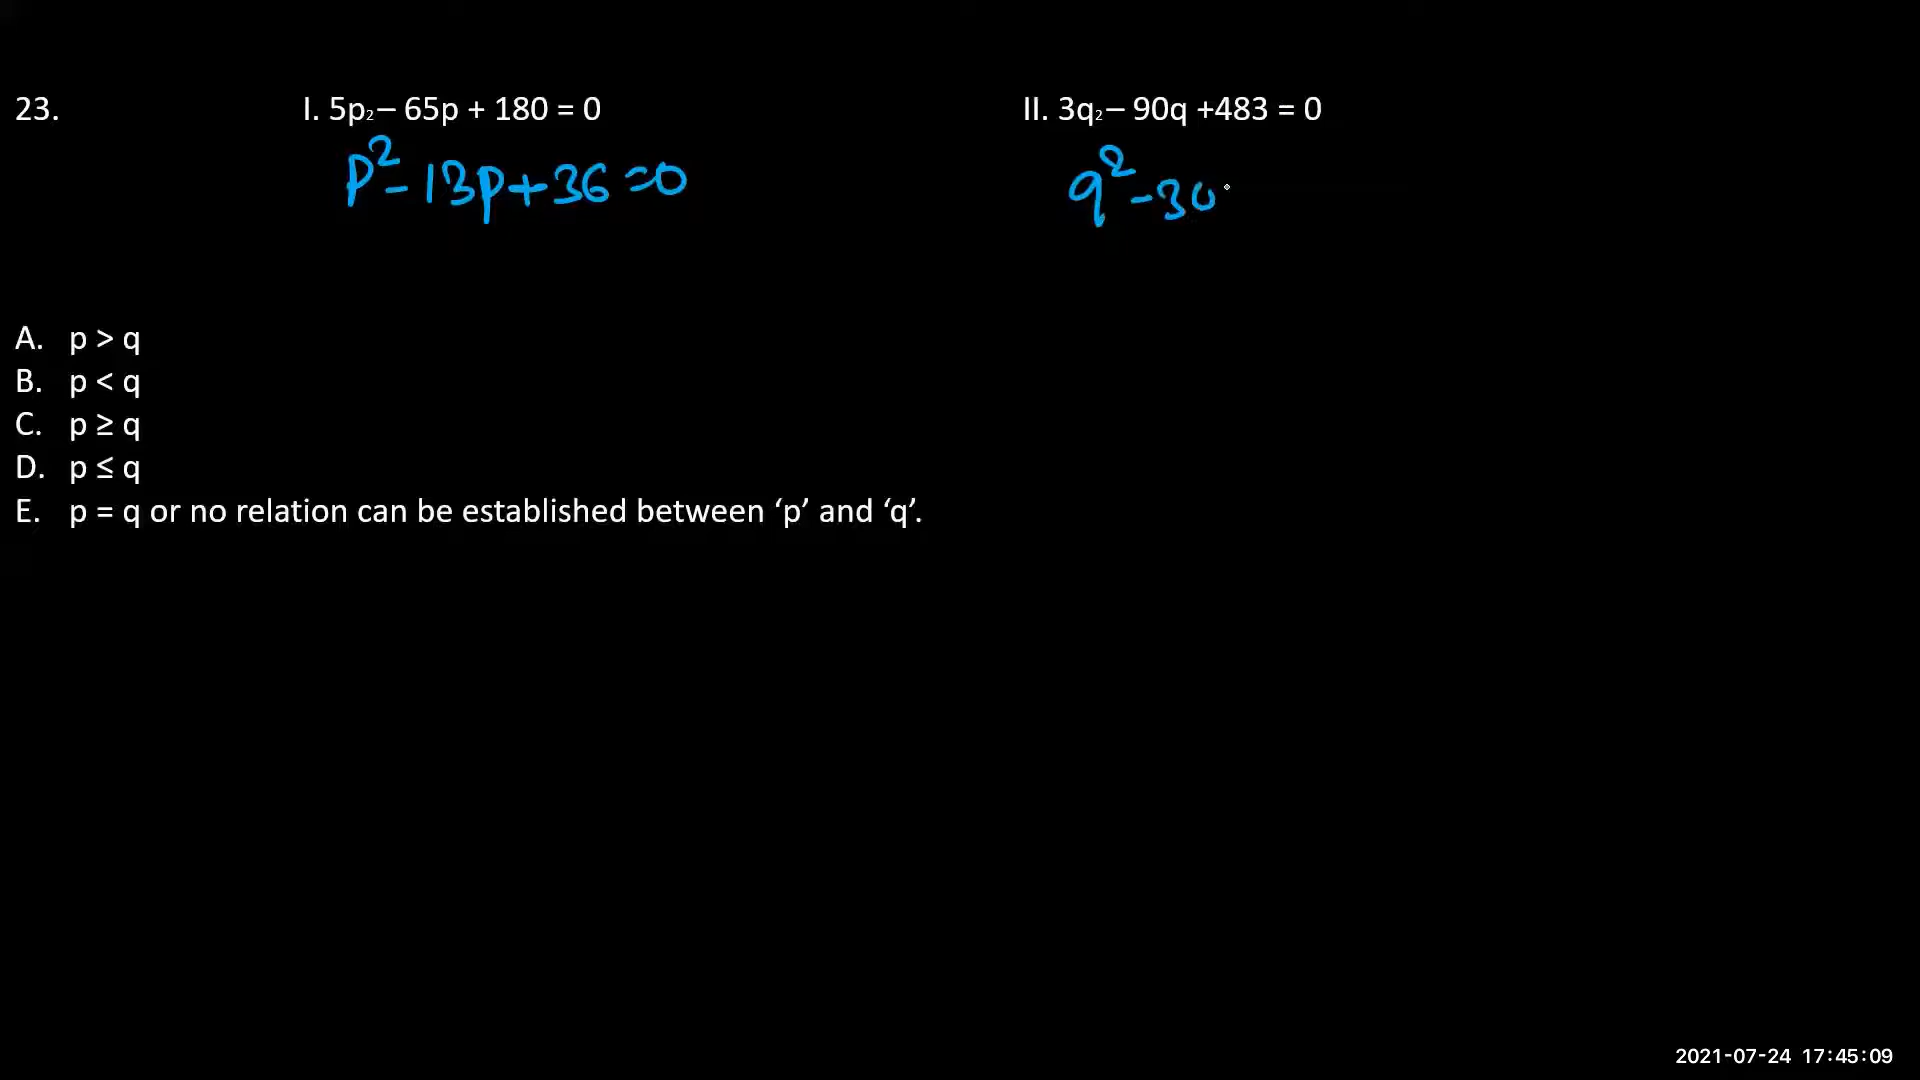 23. I. 5p₂– 65p + 180 = 0 II. 3q₂– 90q +483 = 0
p²-13p+36=0 q²-30
A. p > q
B. p < q
C. p ≥ q
D. p ≤ q
E. p = q or no relation can be established between ‘p’ and ‘q’.
2021-07-24 17:45:09